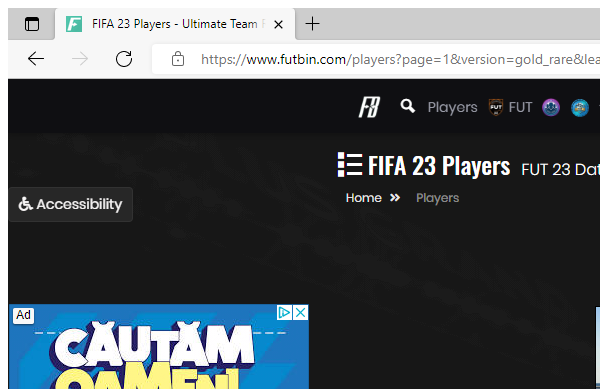 FIFA 23 Players - Ultimate Team
https://www.futbin.com/players?page=1&version=gold_rare&lea
Players FUT FUT
FIFA 23 Players FUT 23 Dat
Home » Players
Accessibility
Ad
CĂUTĂM
OAMENI